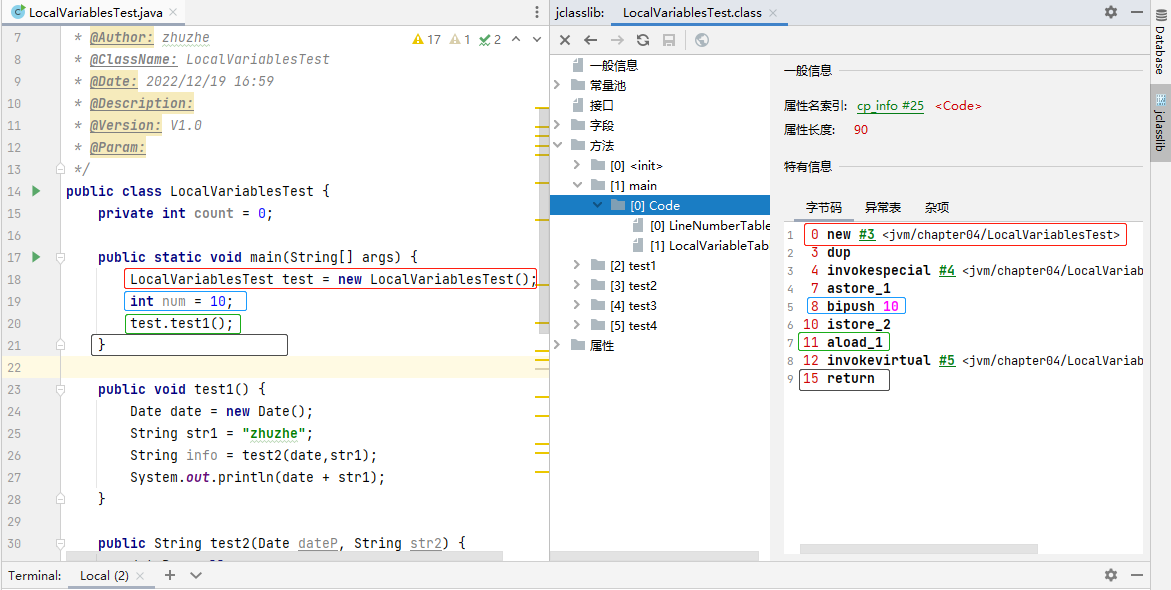 LocalVariablesTest.java
7 * @Author: zhuzhe
8 * @ClassName: LocalVariablesTest
9 * @Date: 2022/12/19 16:59
10 * @Description:
11 * @Version: V1.0
12 * @Param:
13 */
14 public class LocalVariablesTest {
15 private int count = 0;
16
17 public static void main(String[] args) {
18 LocalVariablesTest test = new LocalVariablesTest();
19 int num = 10;
20 test.test1();
21 }
22
23 public void test1() {
24 Date date = new Date();
25 String str1 = "zhuzhe";
26 String info = test2(date,str1);
27 System.out.println(date + str1);
28 }
29
30 public String test2(Date dateP, String str2) {
17 1 2
jclasslib: LocalVariablesTest.class
一般信息
常量池
接口
字段
方法
[0] <init>
[1] main
[0] Code
[0] LineNumberTable
[1] LocalVariableTab
[2] test1
[3] test2
[4] test3
[5] test4
属性
一般信息
属性名索引: cp_info #25 <Code>
属性长度: 90
特有信息
字节码 异常表 杂项
1 0 new #3 <jvm/chapter04/LocalVariablesTest>
2 3 dup
3 4 invokespecial #4 <jvm/chapter04/LocalVariab
4 7 astore_1
5 8 bipush 10
6 10 istore_2
7 11 aload_1
8 12 invokevirtual #5 <jvm/chapter04/LocalVariab
9 15 return
Database
jclasslib
Terminal: Local (2)